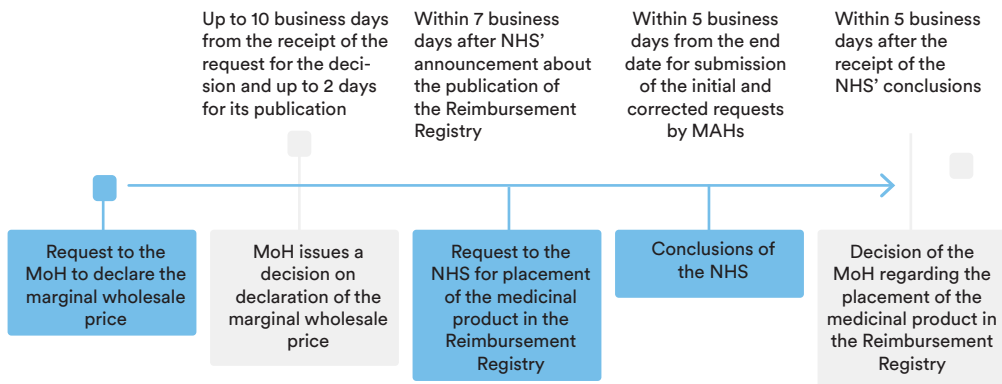 Up to 10 business days
from the receipt of the
request for the deci-
sion and up to 2 days
for its publication
Within 7 business
days after NHS’
announcement about
the publication of
the Reimbursement
Registry
Within 5 business
days from the end
date for submission
of the initial and
corrected requests
by MAHs
Within 5 business
days after the
receipt of the
NHS’ conclusions
Request to the
MoH to declare the
marginal wholesale
price
MoH issues a
decision on
declaration of the
marginal wholesale
price
Request to the
NHS for placement
of the medicinal
product in the
Reimbursement
Registry
Conclusions of
the NHS
Decision of the
MoH regarding the
placement of the
medicinal product in
the Reimbursement
Registry